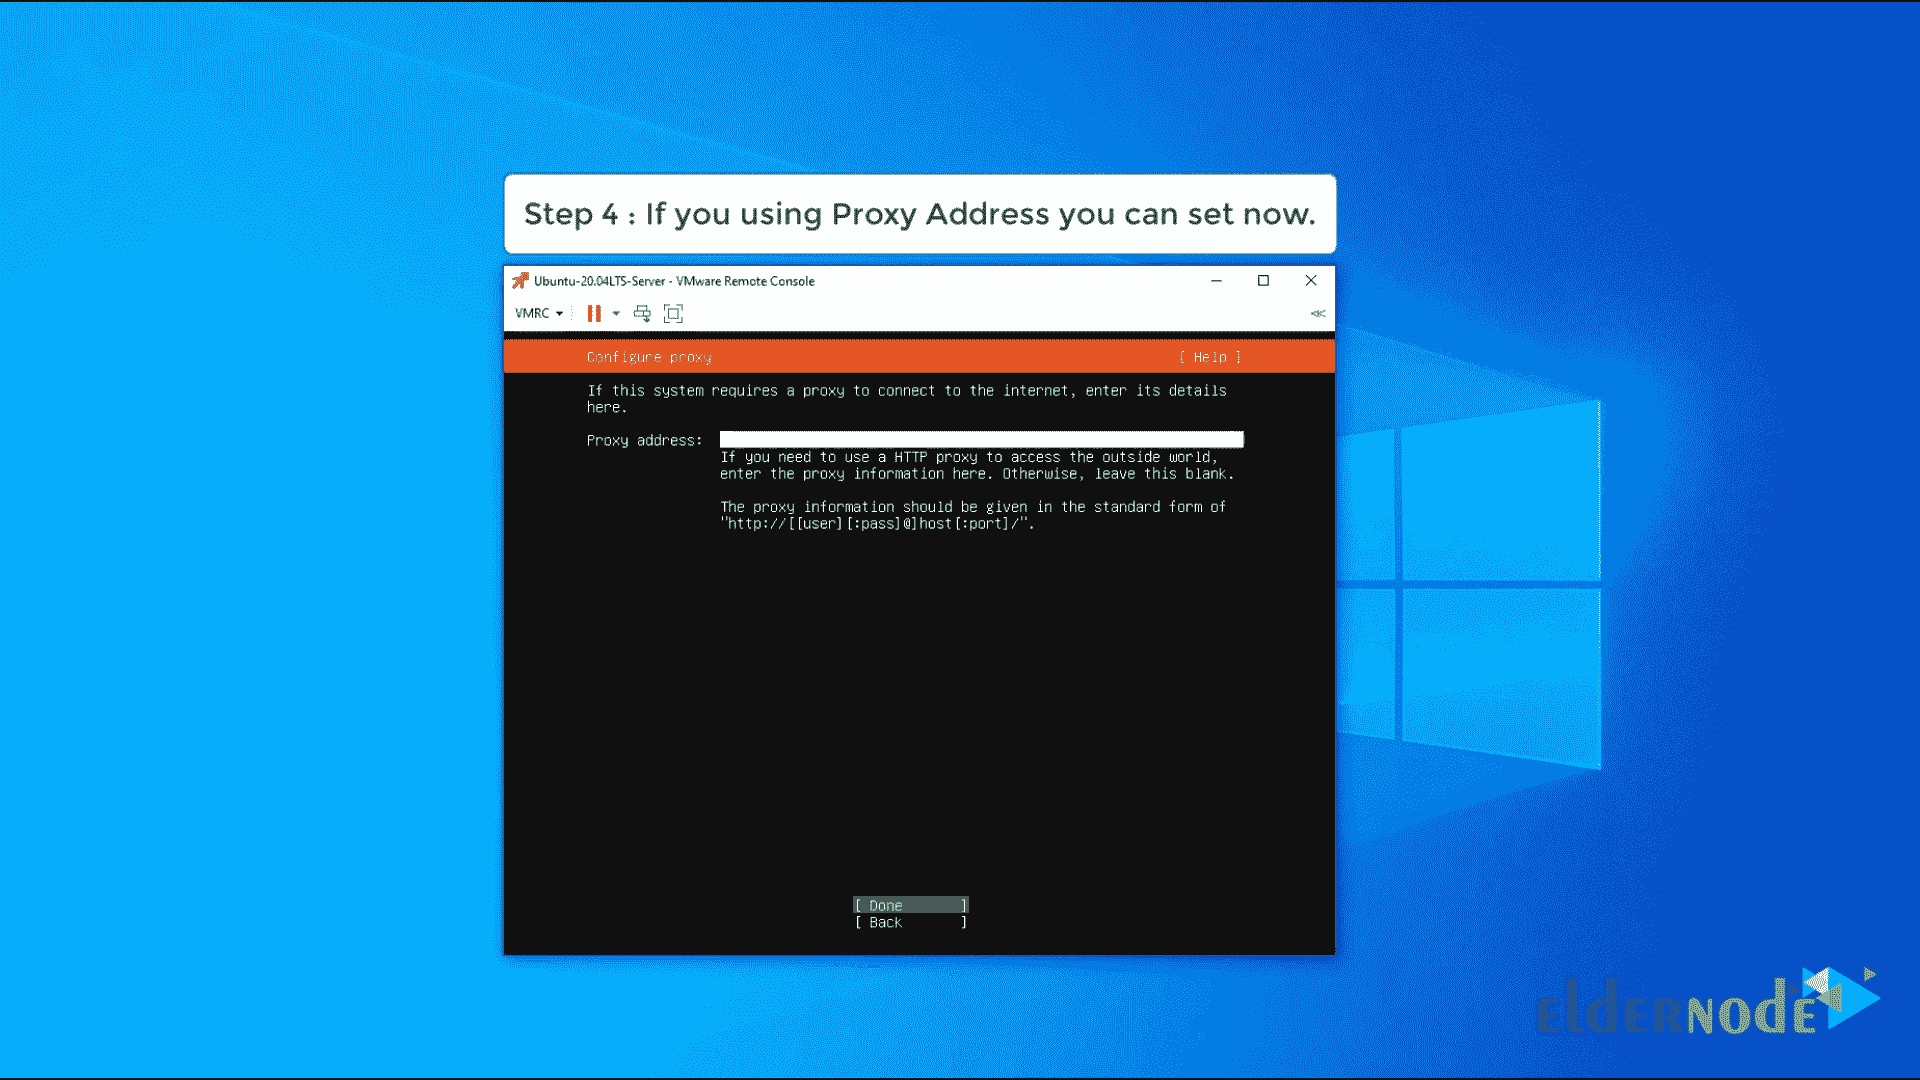 Step 4 : If you using Proxy Address you can set now.
Ubuntu-20.04LTS-Server - VMware Remote Console
VMRC
Configure proxy [ Help ]
If this system requires a proxy to connect to the internet, enter its details
here.
Proxy address:
If you need to use a HTTP proxy to access the outside world,
enter the proxy information here. Otherwise, leave this blank.
The proxy information should be given in the standard form of
"http://[[user][:pass]@]host[:port]/".
[ Done ]
[ Back ]
NODE